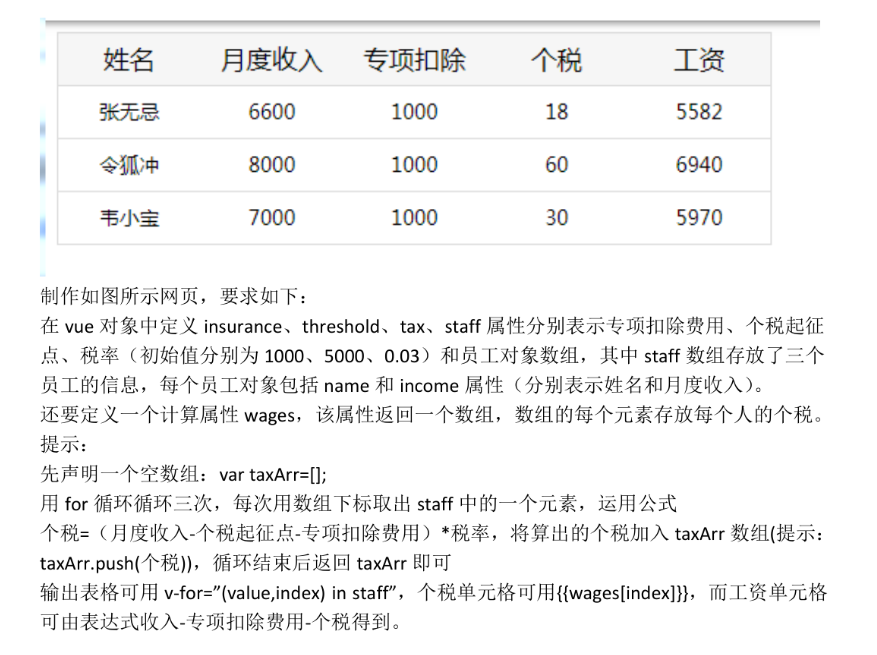 姓名 月度收入 专项扣除 个税 工资
张无忌 6600 1000 18 5582
令狐冲 8000 1000 60 6940
韦小宝 7000 1000 30 5970
制作如图所示网页，要求如下：
在 vue 对象中定义 insurance、threshold、tax、staff 属性分别表示专项扣除费用、个税起征
点、税率（初始值分别为 1000、5000、0.03）和员工对象数组，其中 staff 数组存放了三个
员工的信息，每个员工对象包括 name 和 income 属性（分别表示姓名和月度收入）。
还要定义一个计算属性 wages，该属性返回一个数组，数组的每个元素存放每个人的个税。
提示：
先声明一个空数组：var taxArr=[];
用 for 循环循环三次，每次用数组下标取出 staff 中的一个元素，运用公式
个税=（月度收入-个税起征点-专项扣除费用）*税率，将算出的个税加入 taxArr 数组(提示：
taxArr.push(个税))，循环结束后返回 taxArr 即可
输出表格可用 v-for=”(value,index) in staff”，个税单元格可用{{wages[index]}}，而工资单元格
可由表达式收入-专项扣除费用-个税得到。